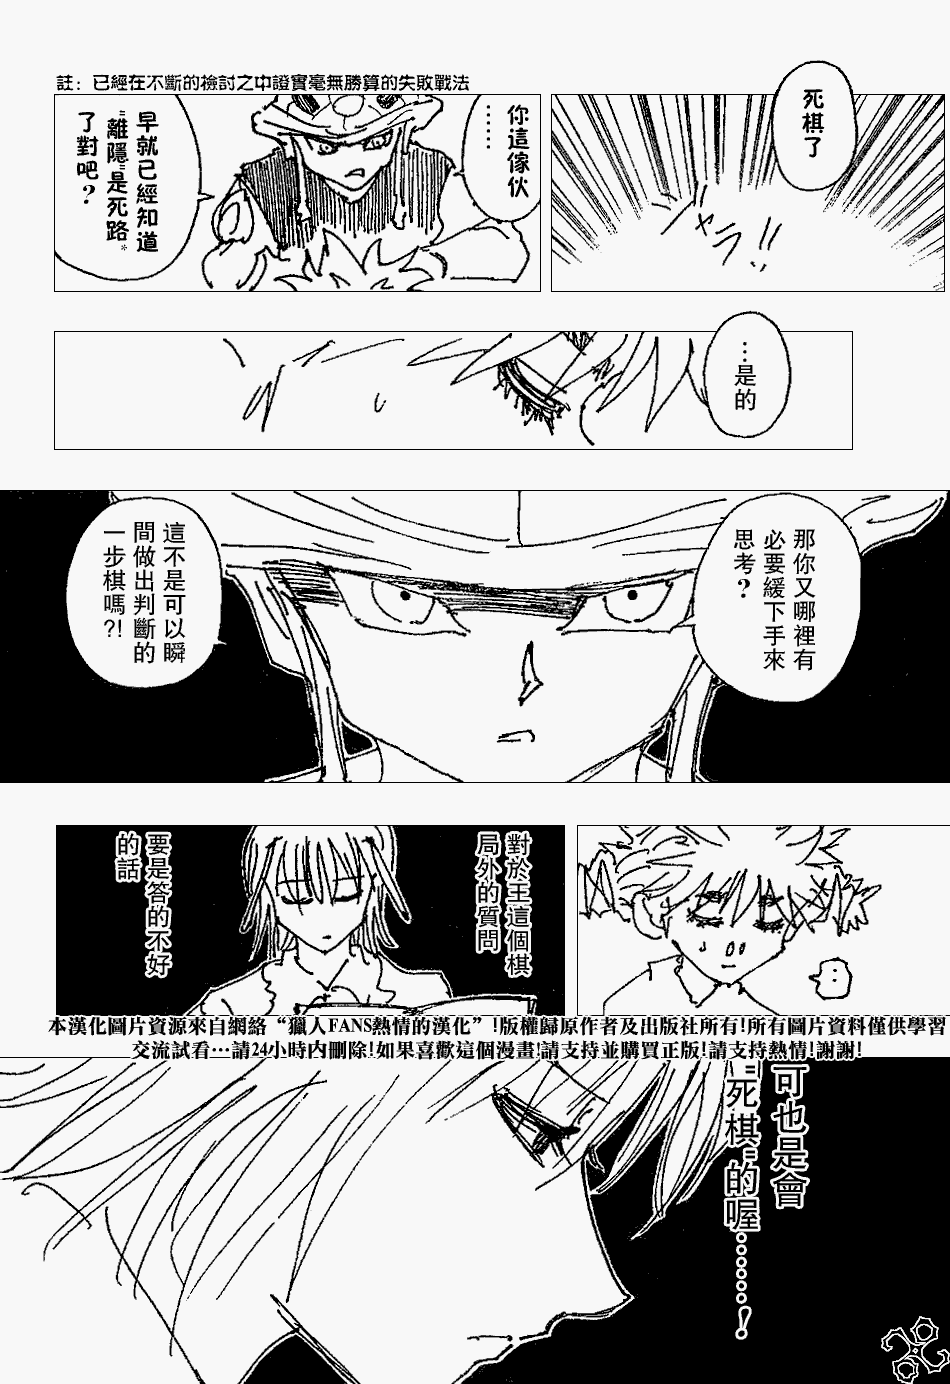 註：已經在不斷的檢討之中證實毫無勝算的失敗戰法
死棋了
メラ!!
你這傢伙
……
早就已經知道
"離隱"是死路*
了對吧？
…是的
那你又哪裡有
必要緩下手來
思考？
這不是可以瞬
間做出判斷的
一步棋嗎?!
…
對於王這個棋
局外的質問
要是答的不好
的話
本漢化圖片資源來自網絡“獵人FANS熱情的漢化”!版權歸原作者及出版社所有!所有圖片資料僅供學習
交流試看…請24小時内刪除!如果喜歡這個漫畫!請支持並購買正版!請支持熱情!謝謝!
可也是會
"死棋"的喔………!